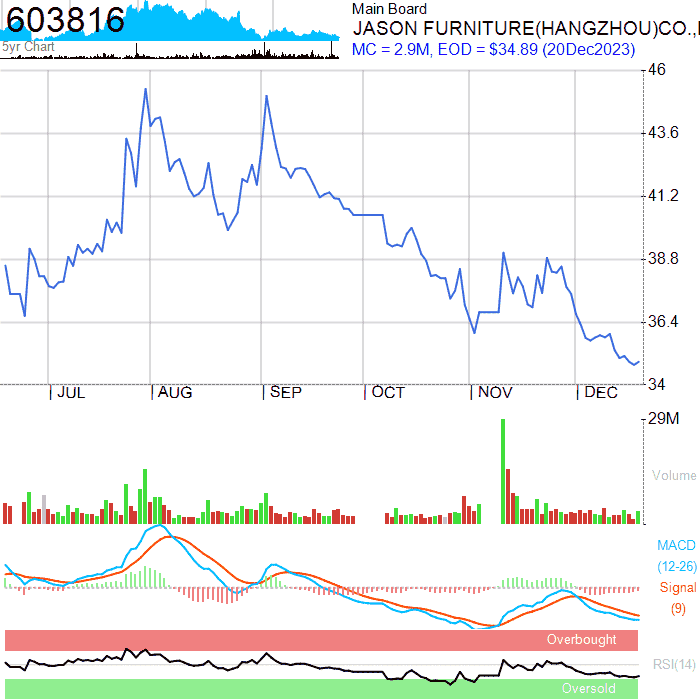 603816
5yr Chart
Main Board
JASON FURNITURE(HANGZHOU)CO.,
MC = 2.9M, EOD = $34.89 (20Dec2023)
46
43.6
41.2
38.8
36.4
34
JUL
AUG
SEP
OCT
NOV
DEC
29M
Volume
MACD
(12-26)
Signal
(9)
Overbought
RSI(14)
Oversold